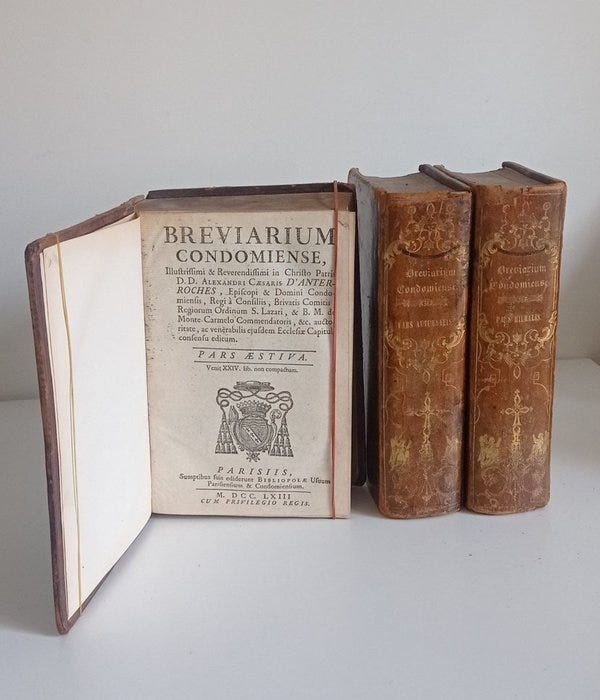 BREVIARIUM
CONDOMIENSE,
Illustrissimi & Reverendissimi in Christo Patris
D. D. ALEXANDRI CÆSARIS D'ANTER-
ROCHES, Episcopi & Domini Condo-
miensis, Regi à Consiliis, Brivatis Comitis
Regiorum Ordinum S. Lazari, & B. M. de
Monte-Carmelo Commendatoris, &c. aucto-
ritate, ac venerabilis ejusdem Ecclesiæ Capituli
consensu editum.
PARS ÆSTIVA.
Venit XXIV. lib. non compactum.
PARISIIS,
Sumptibus suis ediderunt BIBLIOPOLÆ Usuum
Parisiensium & Condomiensium.
M. DCC. LXIII
CUM PRIVILEGIO REGIS.
Breviarium
Condomiense
PARS AUTUMNALIS
Breviarium
Condomiense
PARS HIEMALIS